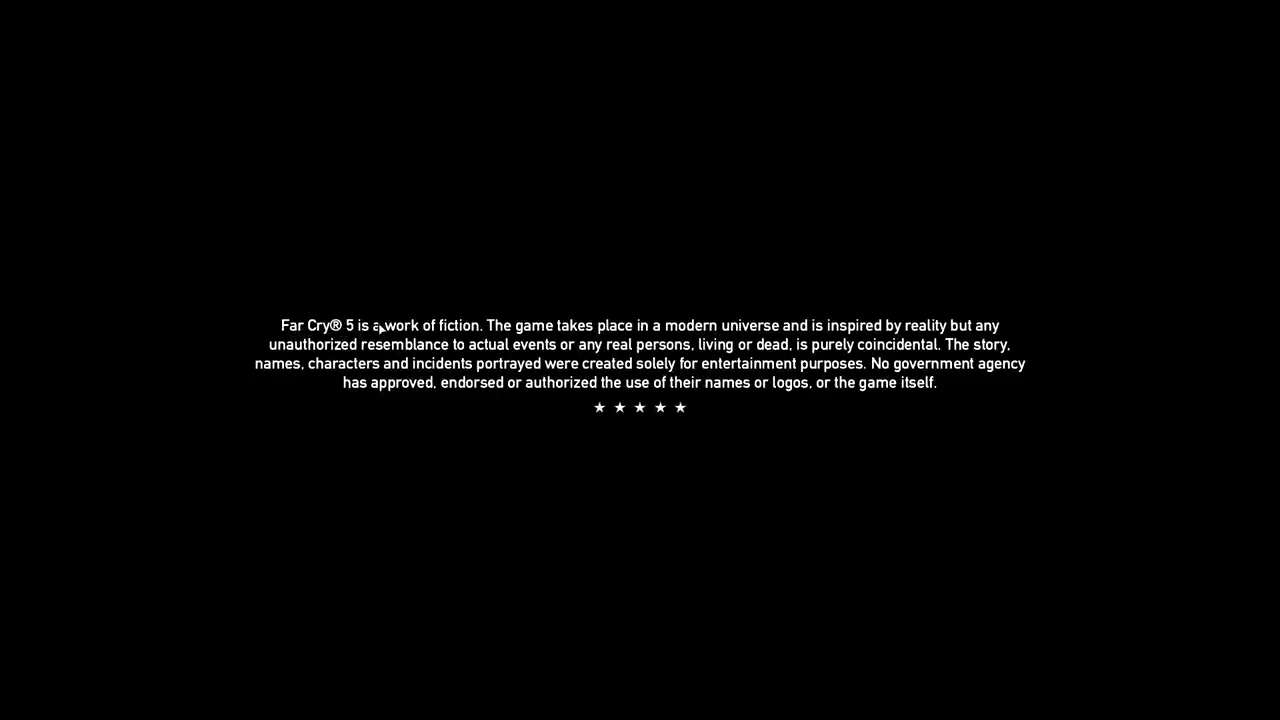 Far Cry® 5 is a work of fiction. The game takes place in a modern universe and is inspired by reality but any
unauthorized resemblance to actual events or any real persons, living or dead, is purely coincidental. The story,
names, characters and incidents portrayed were created solely for entertainment purposes. No government agency
has approved, endorsed or authorized the use of their names or logos, or the game itself.
★ ★ ★ ★ ★